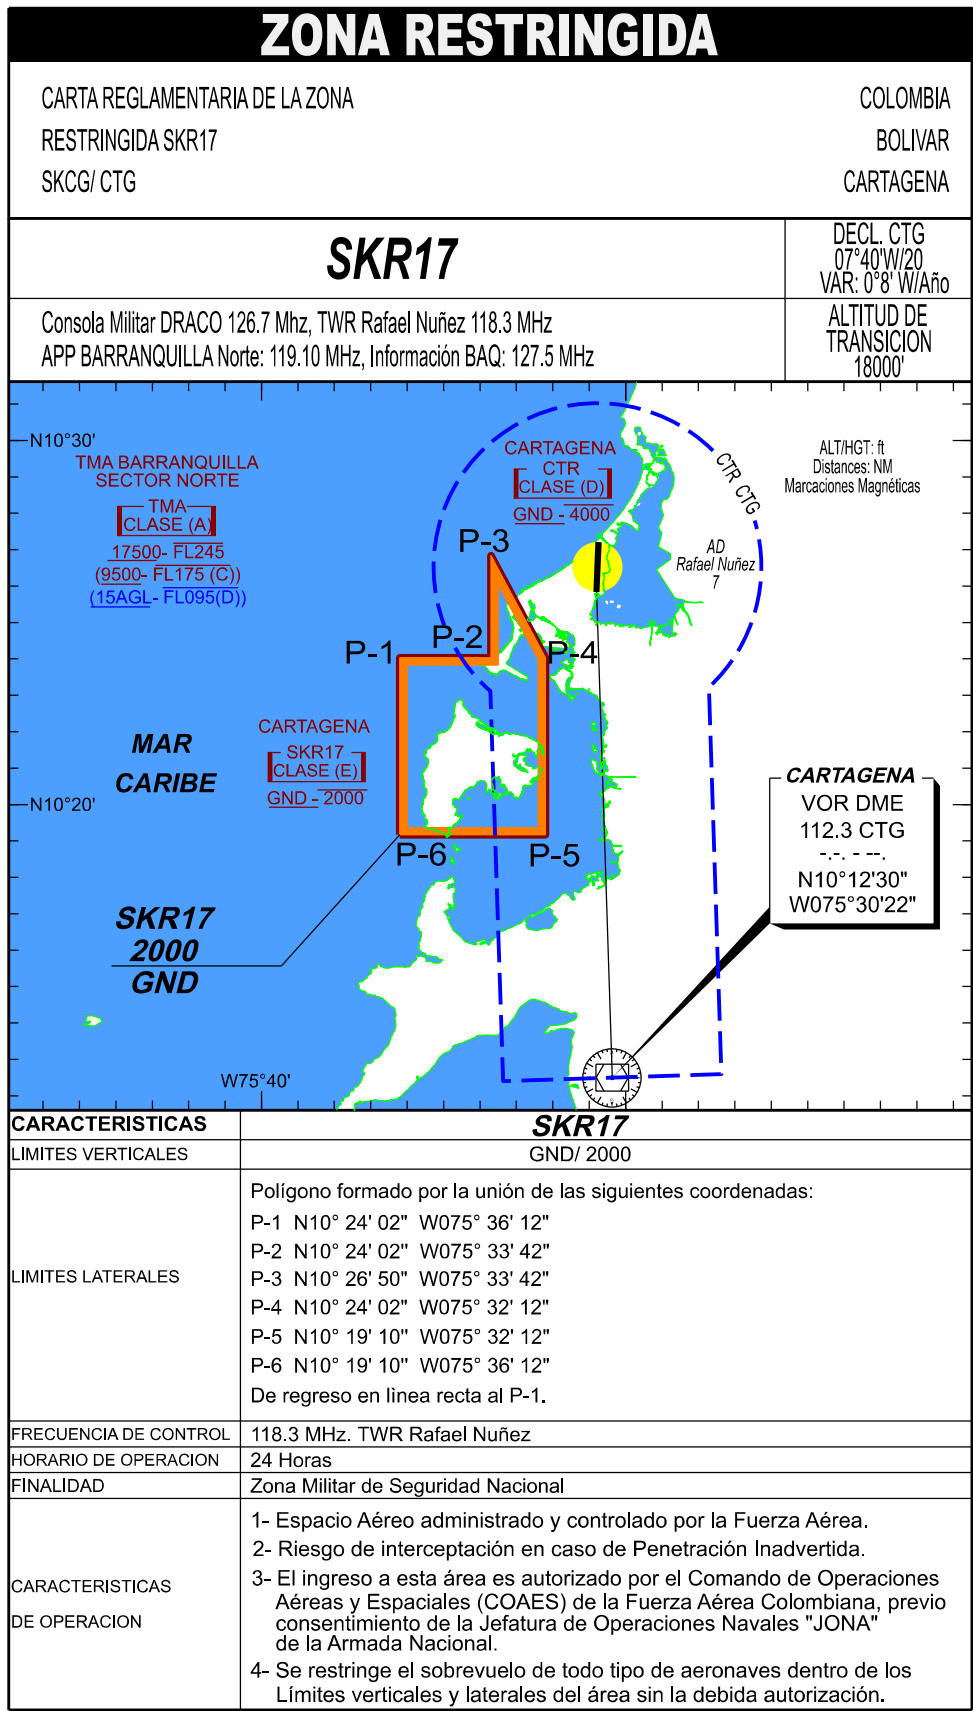 ZONA RESTRINGIDA
CARTA REGLAMENTARIA DE LA ZONA
RESTRINGIDA SKR17
SKCG/ CTG
COLOMBIA
BOLIVAR
CARTAGENA
SKR17
DECL. CTG
07°40'W/20
VAR: 0°8' W/Año
Consola Militar DRACO 126.7 Mhz, TWR Rafael Nuñez 118.3 MHz
APP BARRANQUILLA Norte: 119.10 MHz, Información BAQ: 127.5 MHz
ALTITUD DE
TRANSICION
18000'
N10°30'
TMA BARRANQUILLA
SECTOR NORTE
TMA
CLASE (A)
17500- FL245
(9500- FL175 (C))
(15AGL- FL095(D))
CARTAGENA
CTR
CLASE (D)
GND - 4000
CTR CTG
ALT/HGT: ft
Distances: NM
Marcaciones Magnéticas
AD
Rafael Nuñez
7
P-3
P-2
P-1
P-4
MAR
CARIBE
CARTAGENA
SKR17
CLASE (E)
GND - 2000
N10°20'
P-6
P-5
CARTAGENA
VOR DME
112.3 CTG
-.-. - --.
N10°12'30"
W075°30'22"
SKR17
2000
GND
W75°40'
CARACTERISTICAS
SKR17
LIMITES VERTICALES
GND/ 2000
LIMITES LATERALES
Polígono formado por la unión de las siguientes coordenadas:
P-1 N10° 24' 02" W075° 36' 12"
P-2 N10° 24' 02" W075° 33' 42"
P-3 N10° 26' 50" W075° 33' 42"
P-4 N10° 24' 02" W075° 32' 12"
P-5 N10° 19' 10" W075° 32' 12"
P-6 N10° 19' 10" W075° 36' 12"
De regreso en lìnea recta al P-1.
FRECUENCIA DE CONTROL
118.3 MHz. TWR Rafael Nuñez
HORARIO DE OPERACION
24 Horas
FINALIDAD
Zona Militar de Seguridad Nacional
CARACTERISTICAS
DE OPERACION
1- Espacio Aéreo administrado y controlado por la Fuerza Aérea.
2- Riesgo de interceptación en caso de Penetración Inadvertida.
3- El ingreso a esta área es autorizado por el Comando de Operaciones
Aéreas y Espaciales (COAES) de la Fuerza Aérea Colombiana, previo
consentimiento de la Jefatura de Operaciones Navales "JONA"
de la Armada Nacional.
4- Se restringe el sobrevuelo de todo tipo de aeronaves dentro de los
Límites verticales y laterales del área sin la debida autorización.